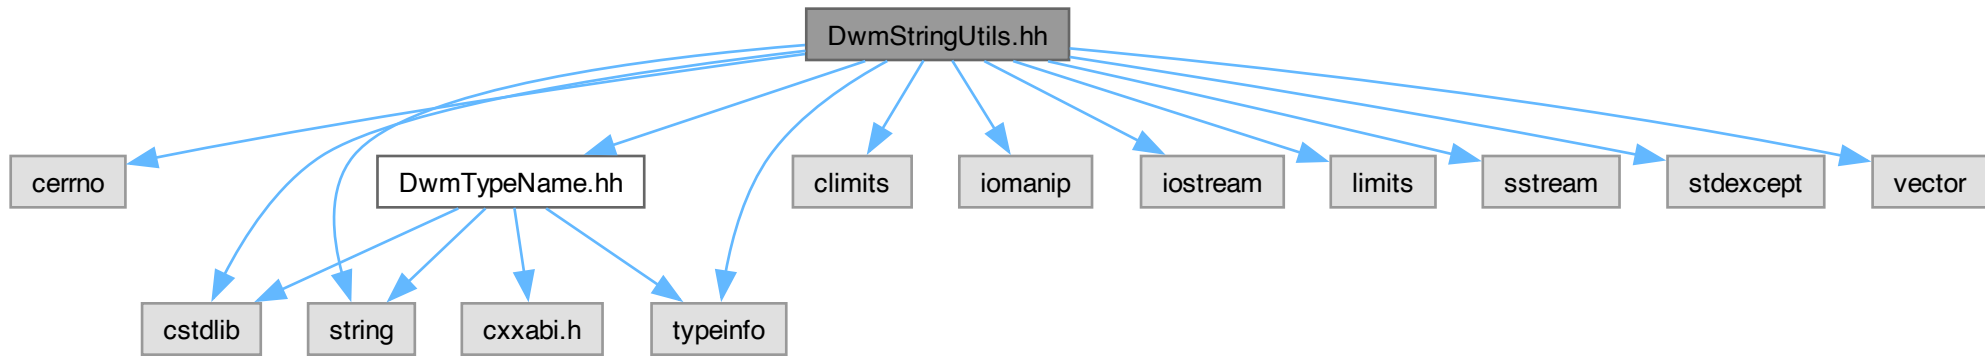 DwmStringUtils.hh
cerrno
DwmTypeName.hh
climits
iomanip
iostream
limits
sstream
stdexcept
vector
cstdlib
string
cxxabi.h
typeinfo